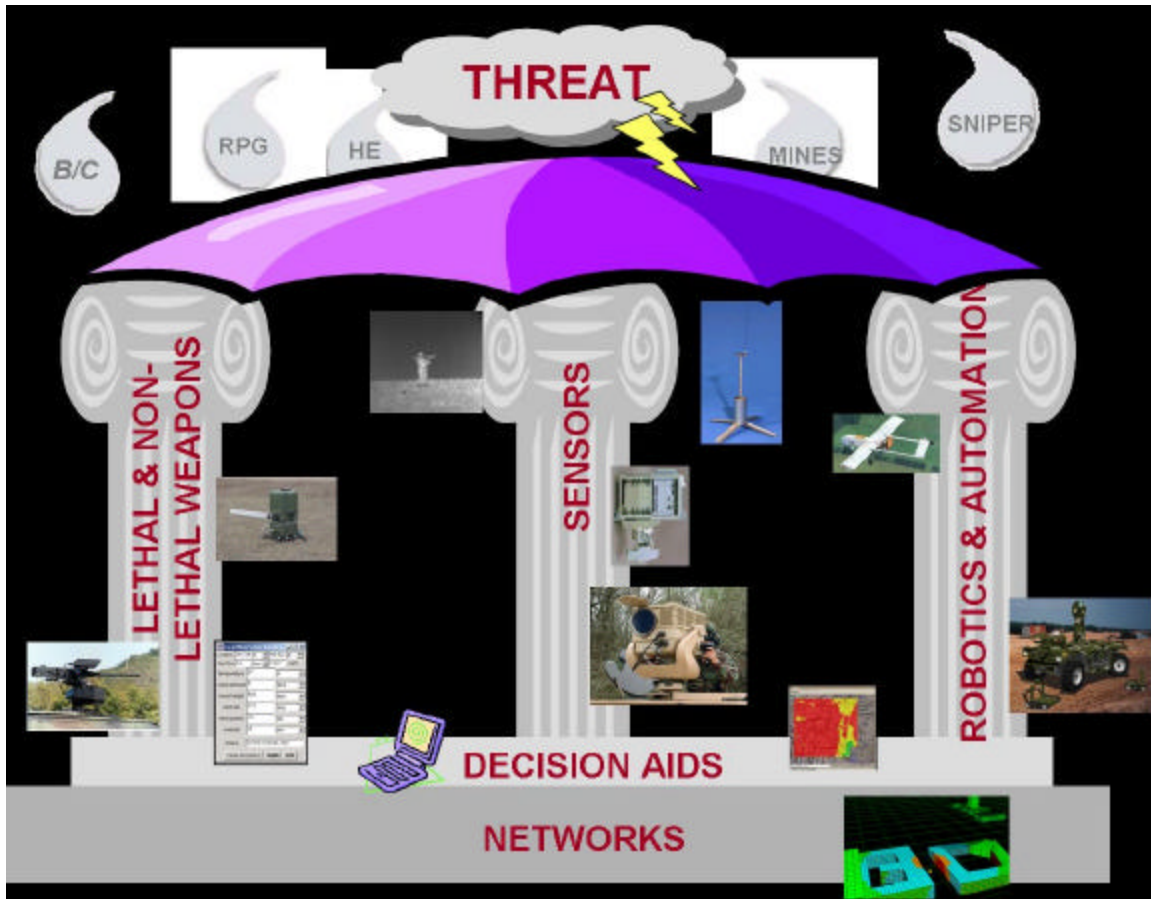 THREAT
B/C
RPG
HE
MINES
SNIPER
LETHAL & NON-
LETHAL WEAPONS
SENSORS
ROBOTICS & AUTOMATION
DECISION AIDS
NETWORKS